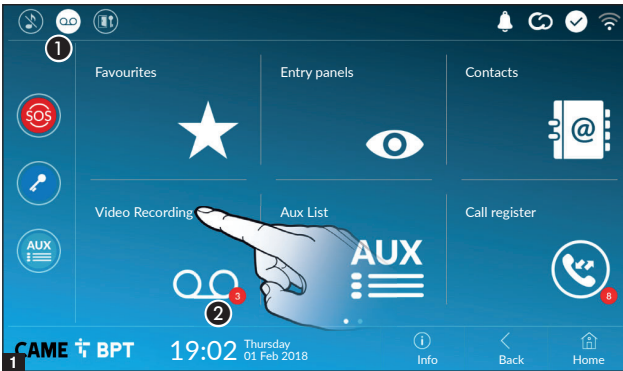 1
Favourites
Entry panels
Contacts
SOS
@
Video Recording
Aux List
Call register
AUX
AUX
3
8
2
1
CAME BPT
19:02
Thursday
01 Feb 2018
Info
Back
Home